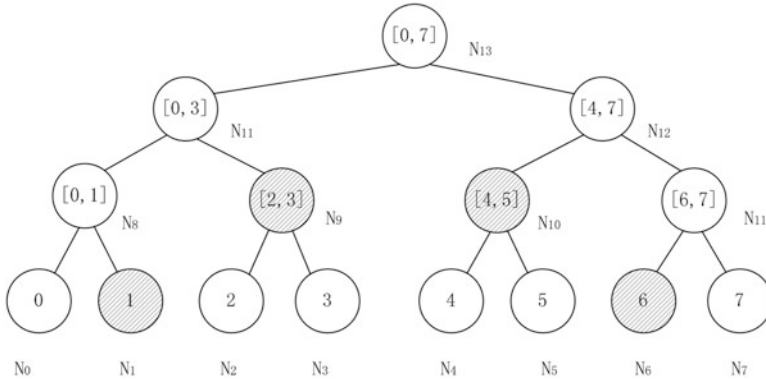 [0,7]
N13
[0,3]
[4,7]
N11
N12
[0,1]
[2,3]
[4,5]
[6,7]
N8
N9
N10
N11
0
1
2
3
4
5
6
7
N0
N1
N2
N3
N4
N5
N6
N7